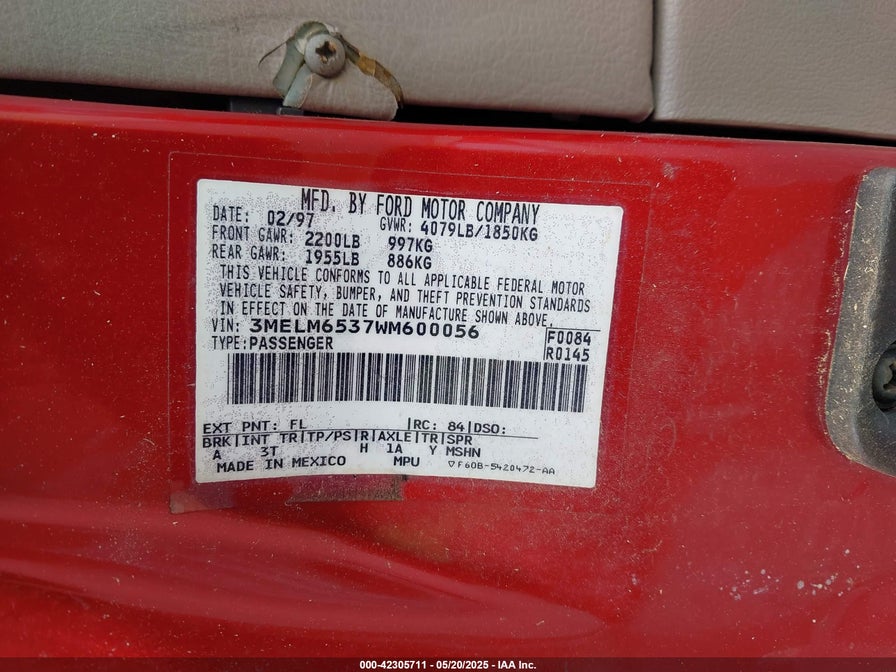 MFD. BY FORD MOTOR COMPANY
DATE: 02/97 GVWR: 4079LB/1850KG
FRONT GAWR: 2200LB 997KG
REAR GAWR: 1955LB 886KG
THIS VEHICLE CONFORMS TO ALL APPLICABLE FEDERAL MOTOR
VEHICLE SAFETY, BUMPER, AND THEFT PREVENTION STANDARDS
IN EFFECT ON THE DATE OF MANUFACTURE SHOWN ABOVE.
VIN: 3MELM6537WM600056 F0084
TYPE: PASSENGER R0145
EXT PNT: FL |RC: 84|DSO:
BRK|INT TR|TP/PS|R|AXLE|TR|SPR
A 3T H 1A Y MSHN
MADE IN MEXICO MPU ▽F60B-5420472-AA
000-42305711 - 05/20/2025 - IAA Inc.